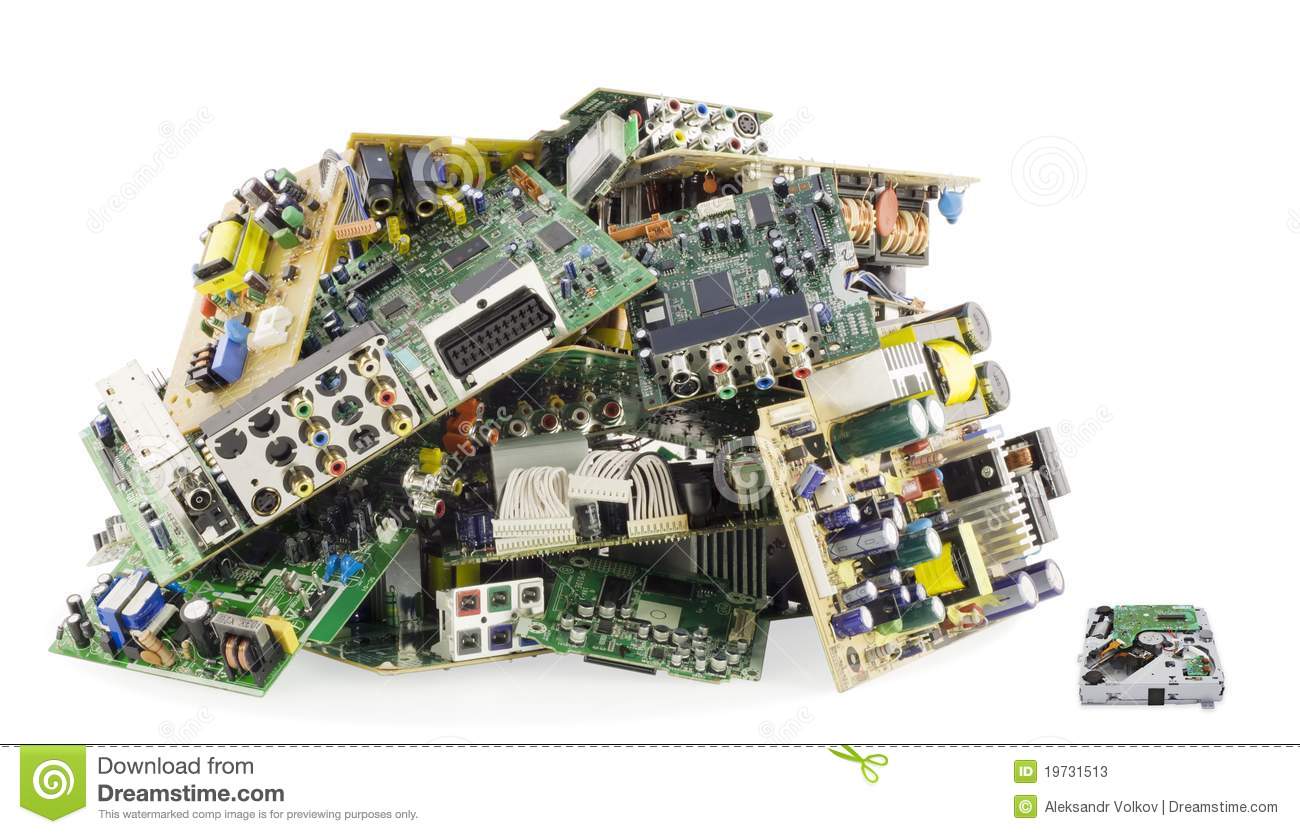 dreamstime
Download from
Dreamstime.com
This watermarked comp image is for previewing purposes only.
ID 19731513
© Aleksandr Volkov | Dreamstime.com